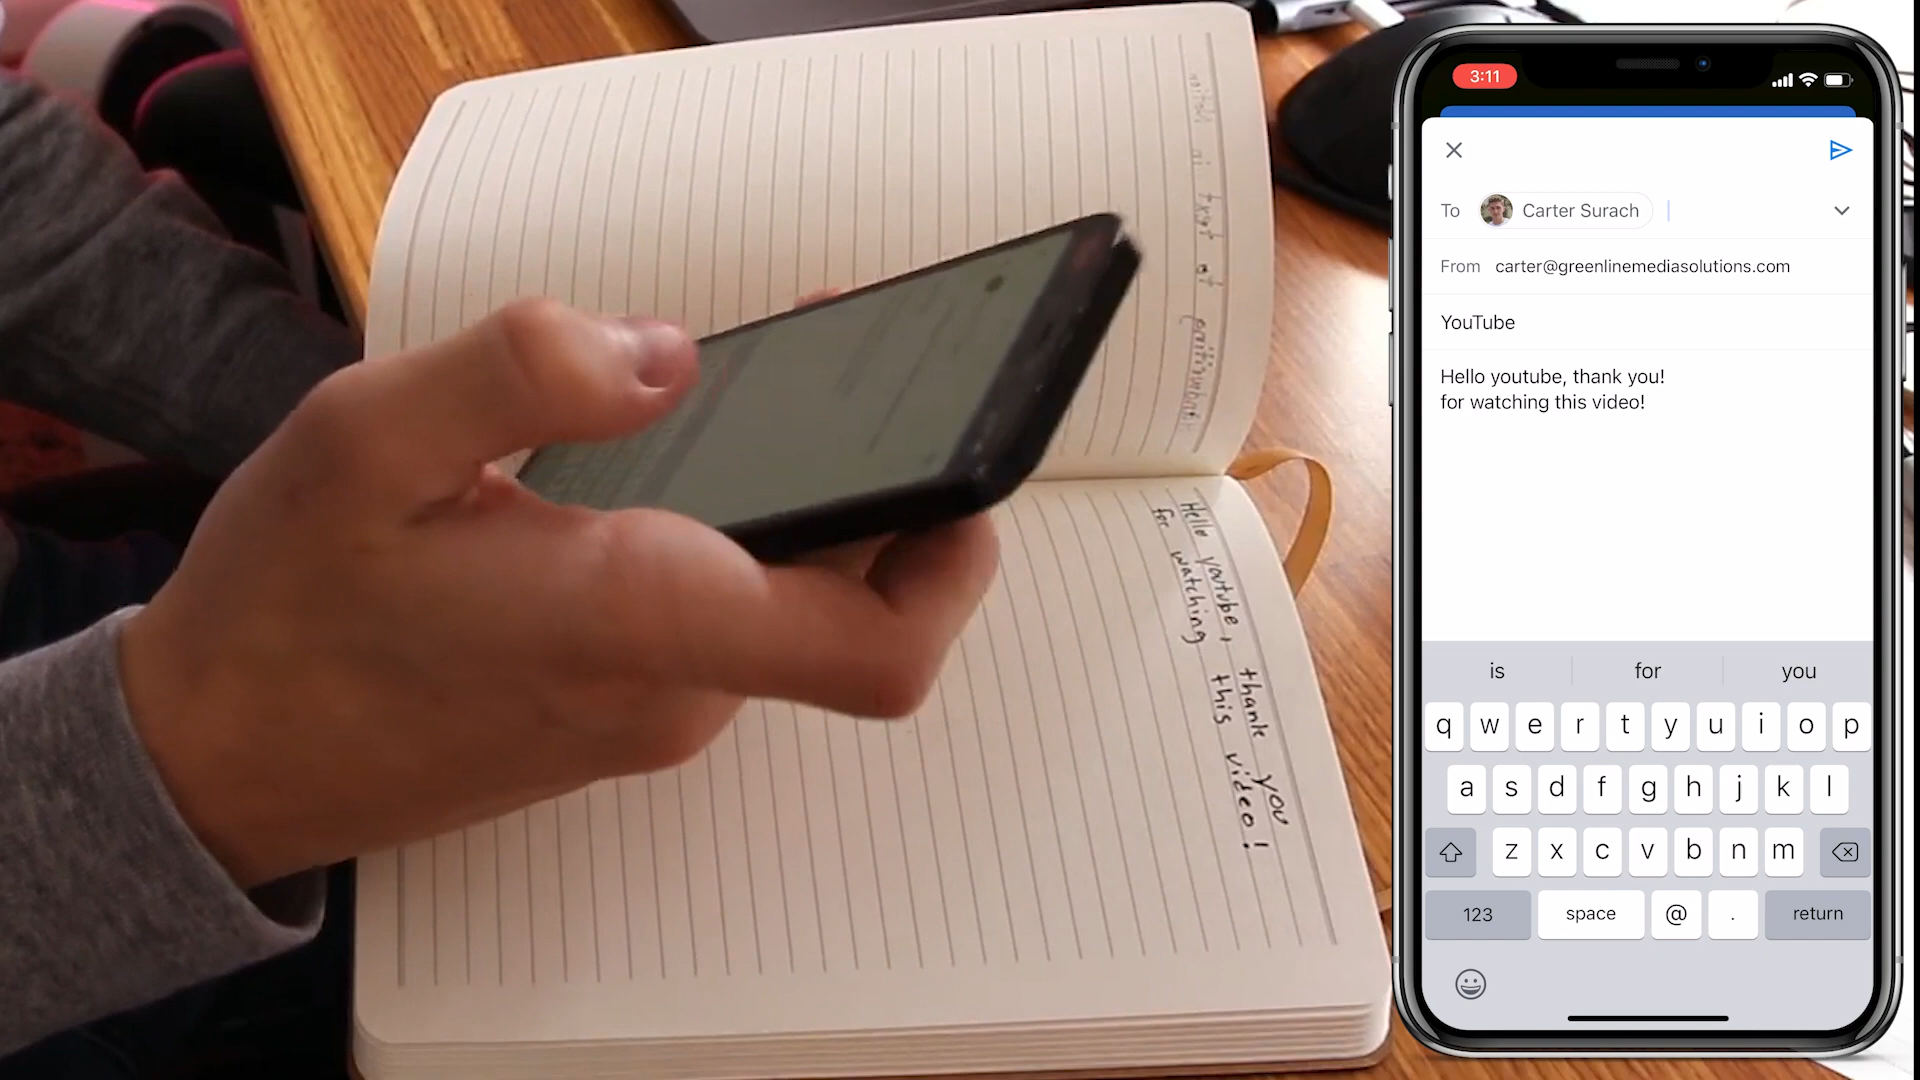 Hello youtube, thank you
for watching this video!
3:11
To Carter Surach
From carter@greenlinemediasolutions.com
YouTube
Hello youtube, thank you!
for watching this video!
is for you
q w e r t y u i o p
a s d f g h j k l
z x c v b n m
123 space @ . return